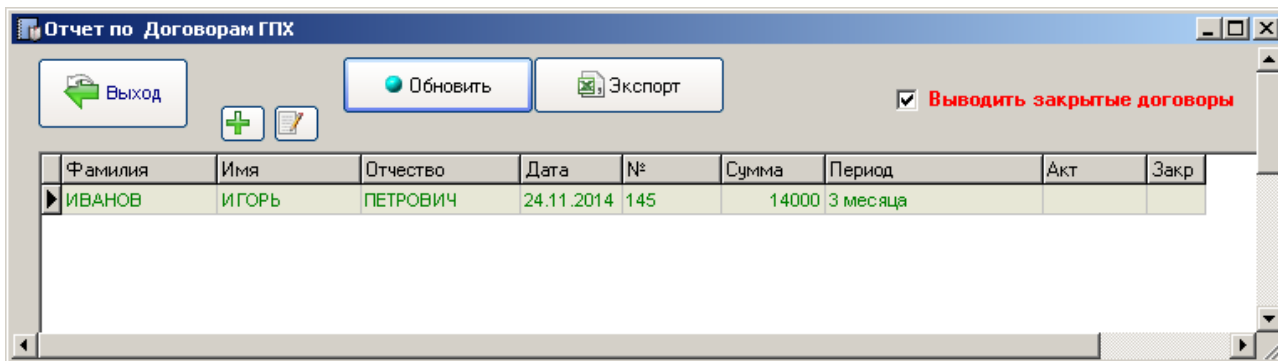 Отчет по Договорам ГПХ
Выход
Обновить
Экспорт
Выводить закрытые договоры
Фамилия Имя Отчество Дата № Сумма Период Акт Закр
ИВАНОВ ИГОРЬ ПЕТРОВИЧ 24.11.2014 145 14000 3 месяца